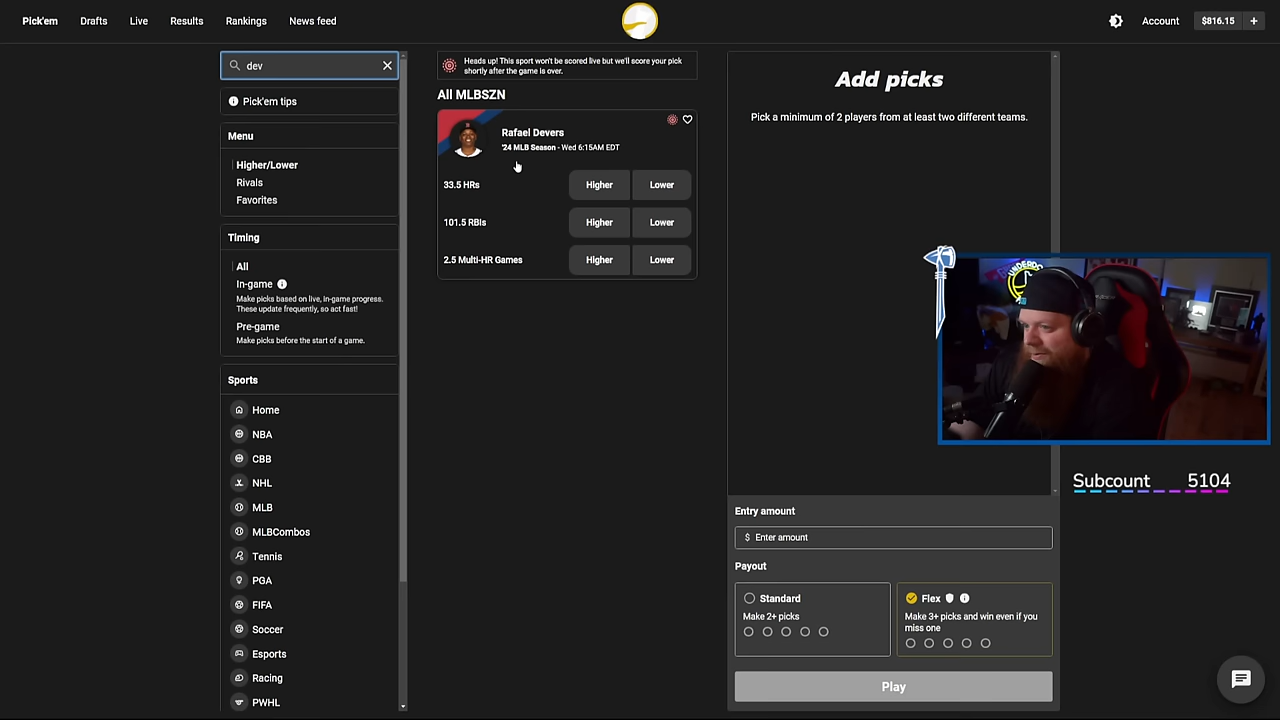 Pick'em
Drafts
Live
Results
Rankings
News feed
Account
$816.15 +
dev
Pick'em tips
Menu
Higher/Lower
Rivals
Favorites
Timing
All
In-game
Make picks based on live, in-game progress.
These update frequently, so act fast!
Pre-game
Make picks before the start of a game.
Sports
Home
NBA
CBB
NHL
MLB
MLBCombos
Tennis
PGA
FIFA
Soccer
Esports
Racing
PWHL
Heads up! This sport won't be scored live but we'll score your pick
shortly after the game is over.
All MLBSZN
Rafael Devers
'24 MLB Season - Wed 6:15AM EDT
33.5 HRs Higher Lower
101.5 RBIs Higher Lower
2.5 Multi-HR Games Higher Lower
Add picks
Pick a minimum of 2 players from at least two different teams.
Entry amount
$ Enter amount
Payout
Standard
Make 2+ picks
Flex
Make 3+ picks and win even if you
miss one
Play
Subcount 5104